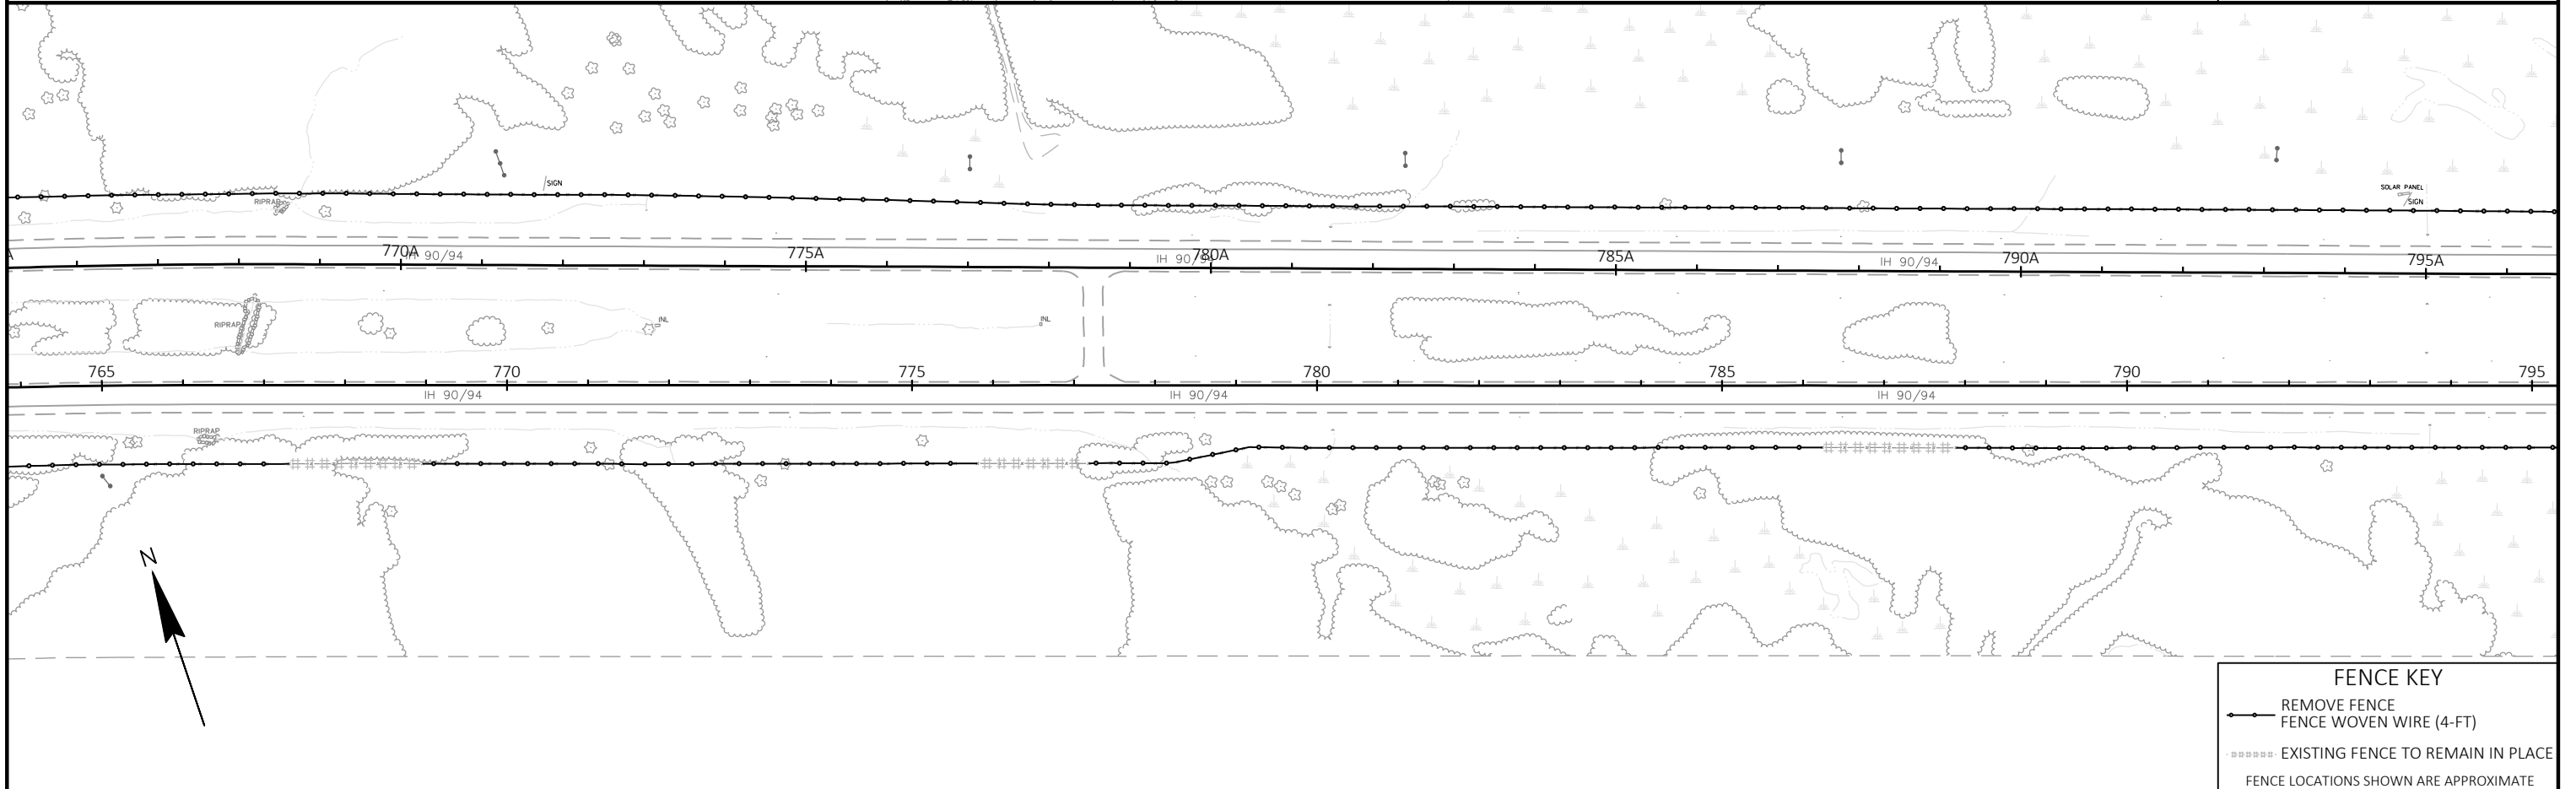 SIGN
SOLAR PANEL
RIPRAP
SIGN
770A
775A
780A
785A
790A
795A
IH 90/94
IH 90/94
IH 90/94
RIPRAP
INL
INL
765
770
775
780
785
790
795
IH 90/94
IH 90/94
IH 90/94
RIPRAP
N
FENCE KEY
REMOVE FENCE
FENCE WOVEN WIRE (4-FT)
EXISTING FENCE TO REMAIN IN PLACE
FENCE LOCATIONS SHOWN ARE APPROXIMATE